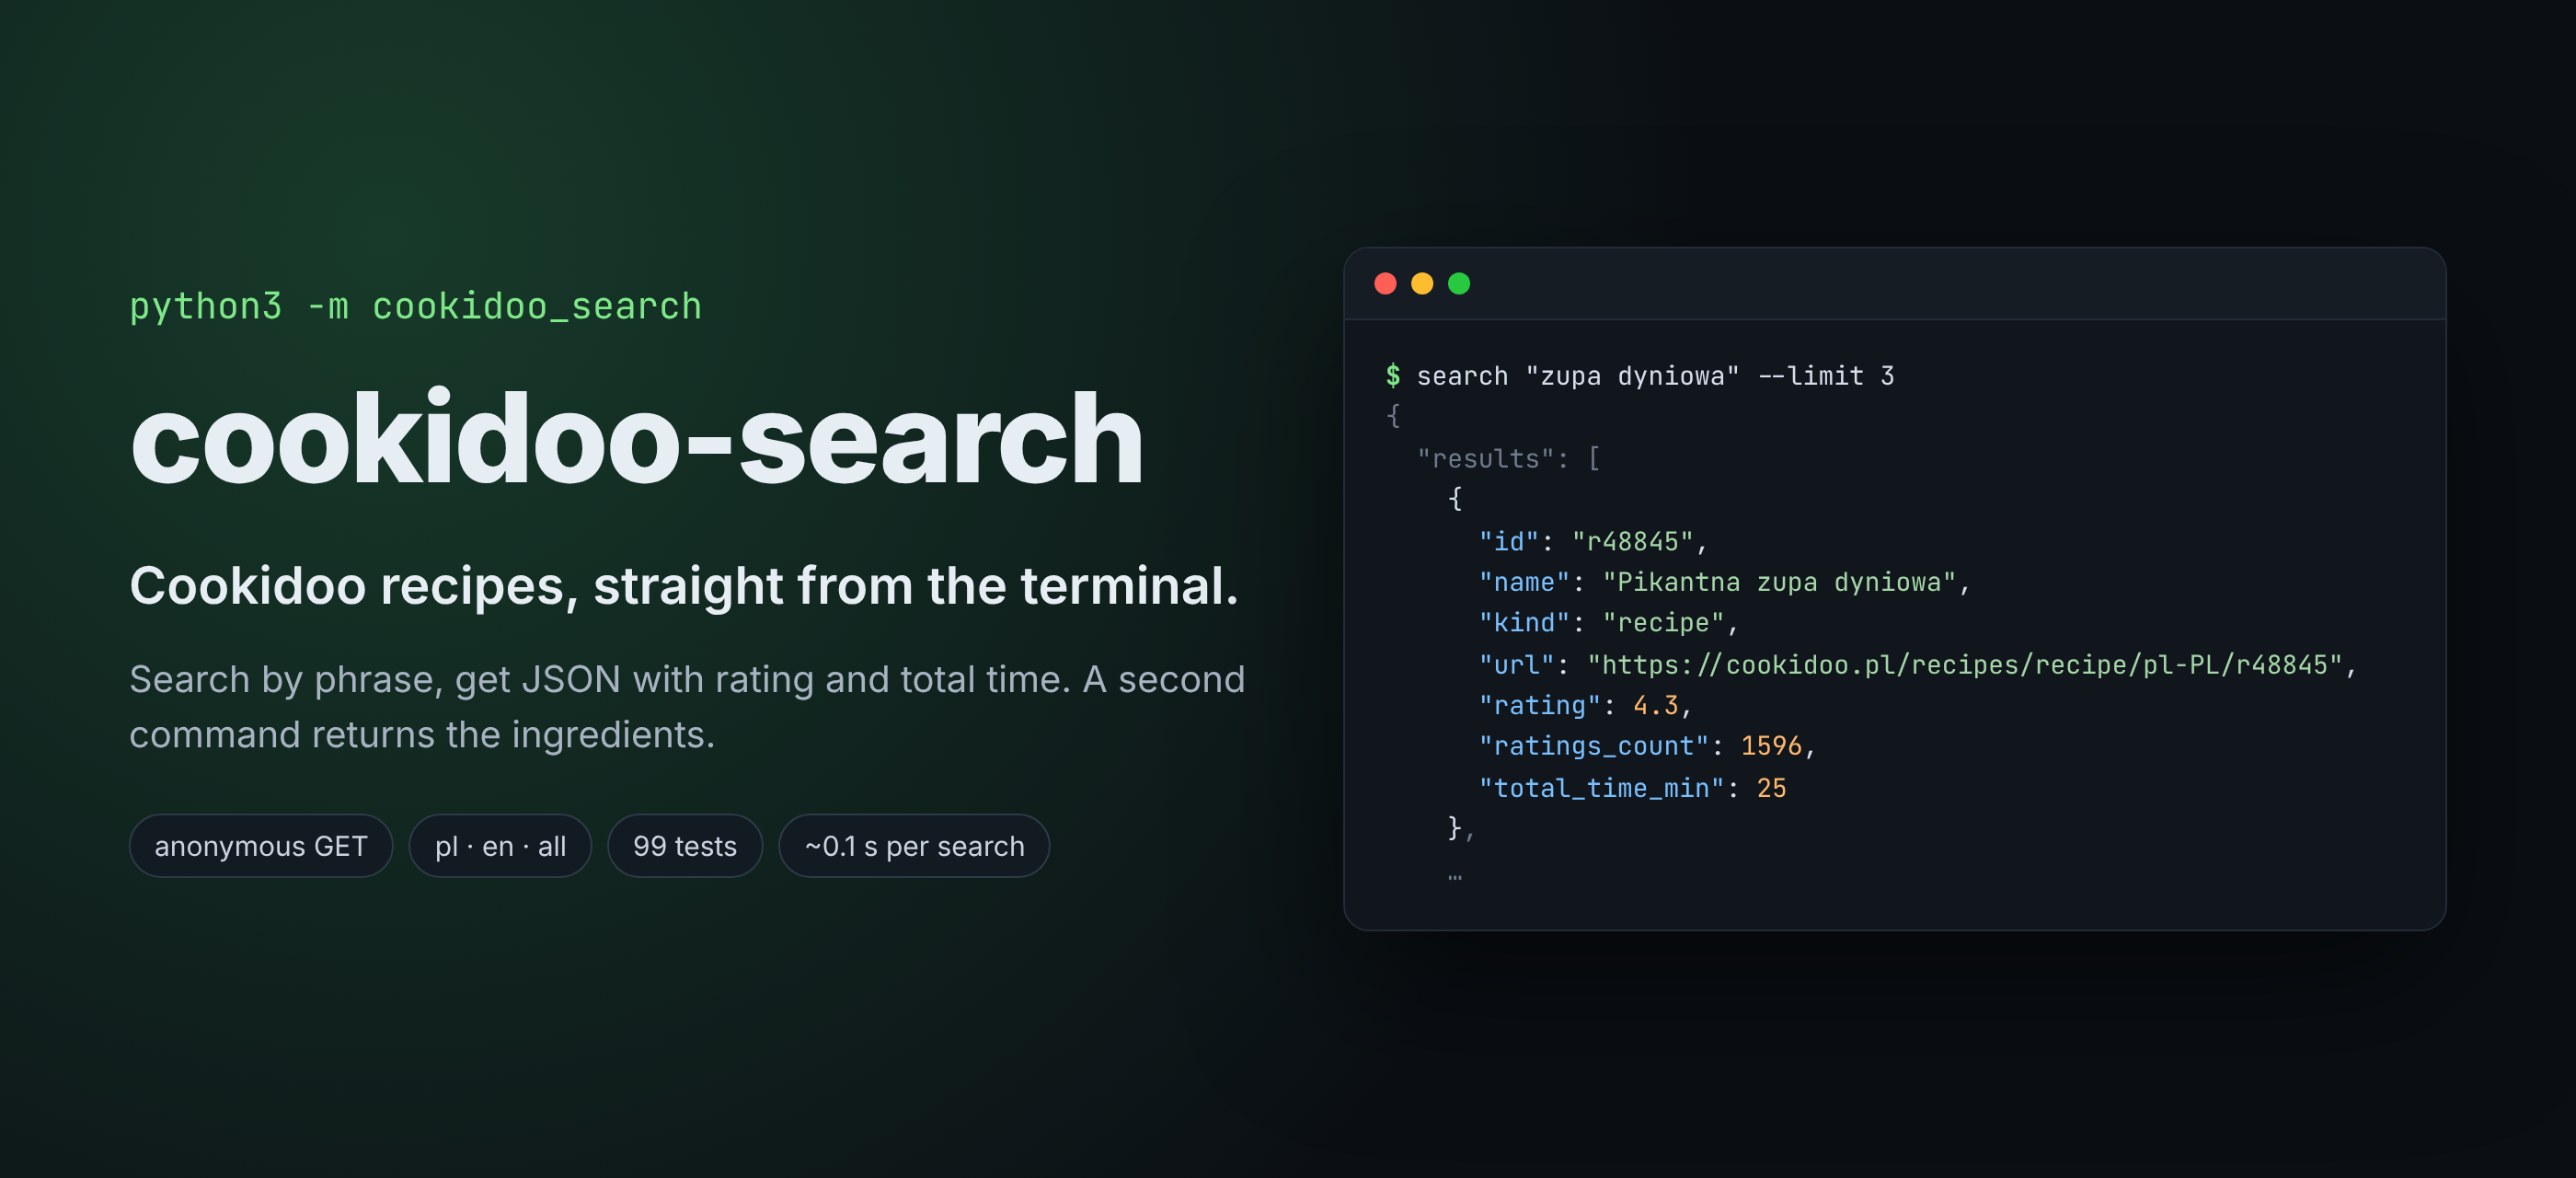 python3 -m cookidoo_search
cookidoo-search
Cookidoo recipes, straight from the terminal.
Search by phrase, get JSON with rating and total time. A second
command returns the ingredients.
anonymous GET
pl · en · all
99 tests
~0.1 s per search
$ search "zupa dyniowa" --limit 3
{
  "results": [
    {
      "id": "r48845",
      "name": "Pikantna zupa dyniowa",
      "kind": "recipe",
      "url": "https://cookidoo.pl/recipes/recipe/pl-PL/r48845",
      "rating": 4.3,
      "ratings_count": 1596,
      "total_time_min": 25
    },
    …